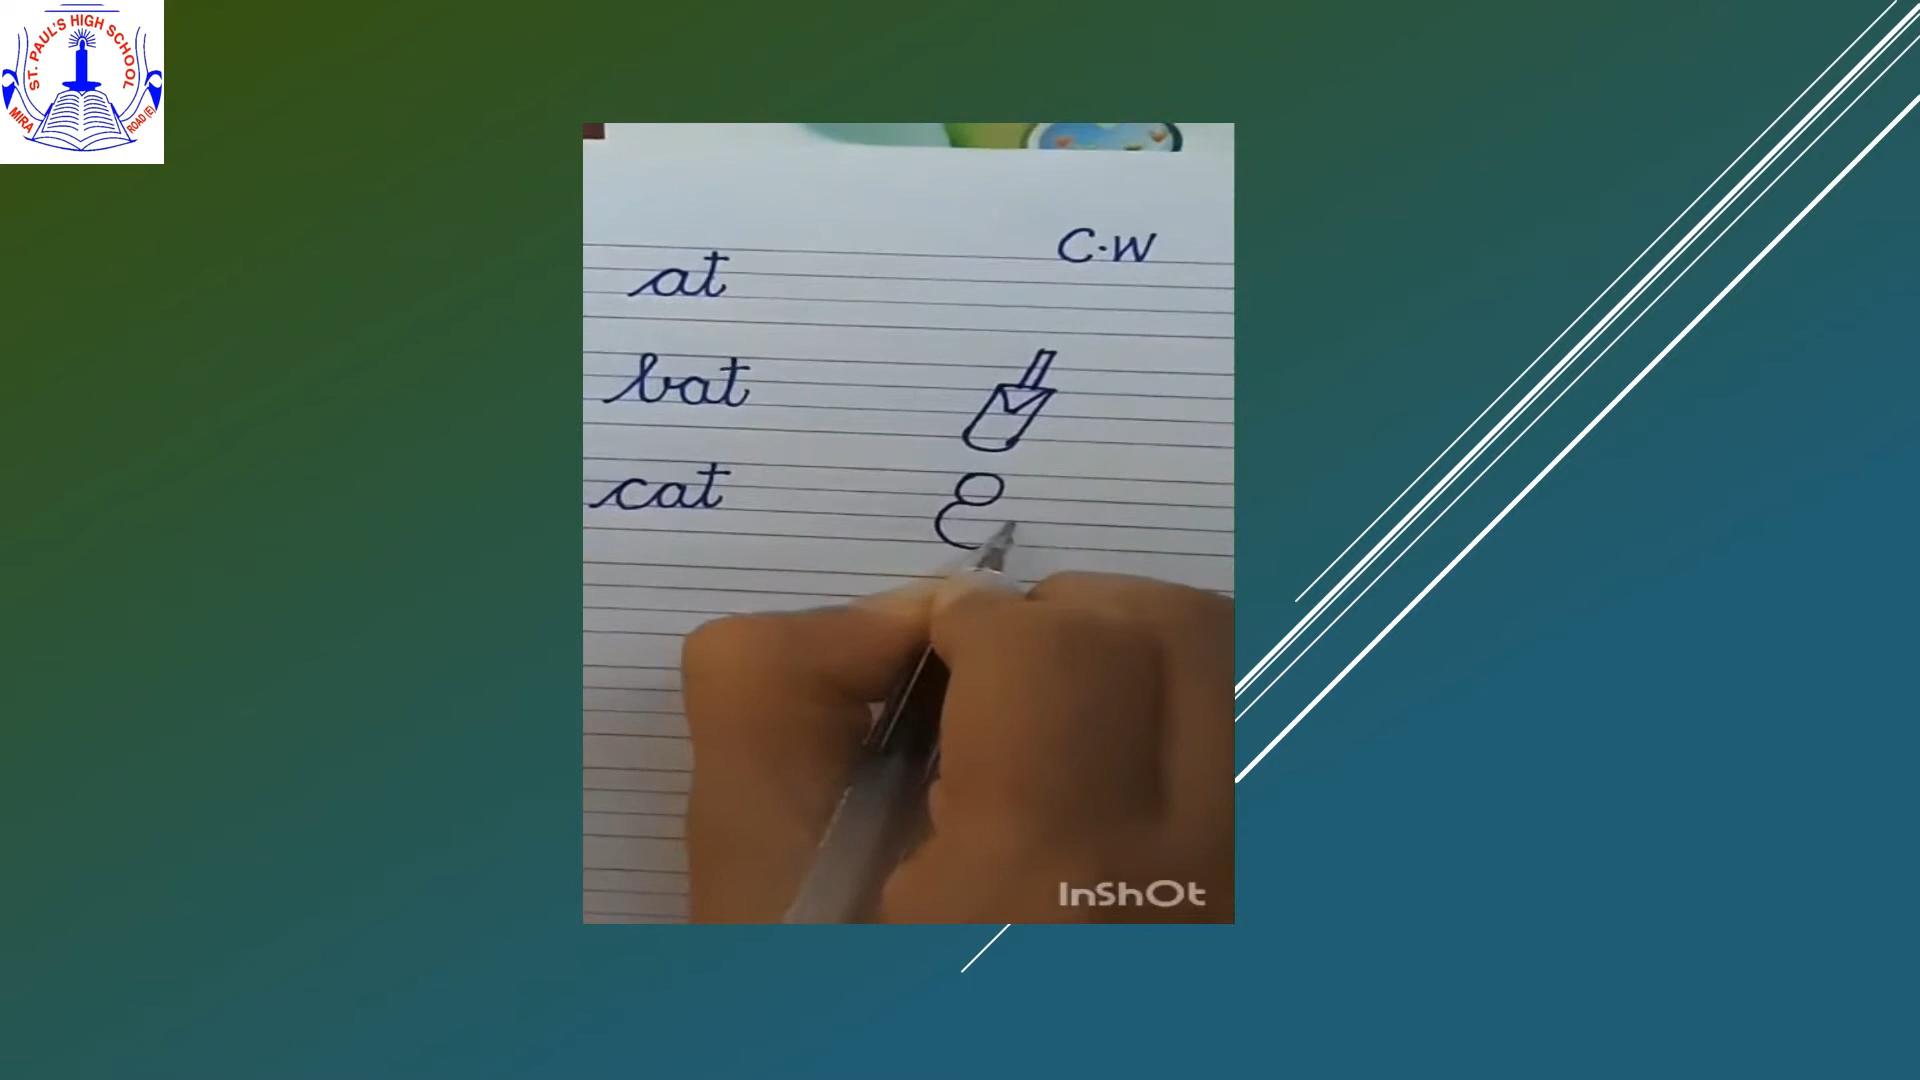 ST. PAUL'S HIGH SCHOOL
MIRA ROAD (E)
C.W
at
bat
cat
InShOt